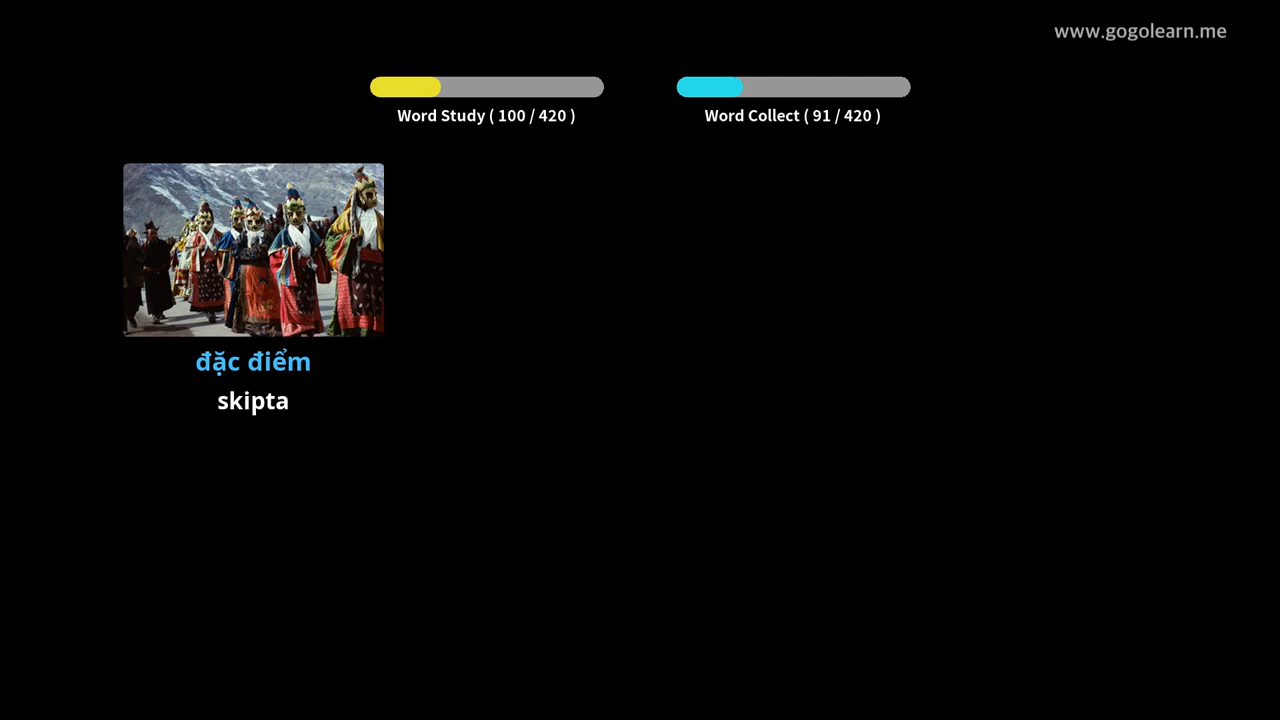 www.gogolearn.me
Word Study ( 100 / 420 )
Word Collect ( 91 / 420 )
đặc điểm
skipta